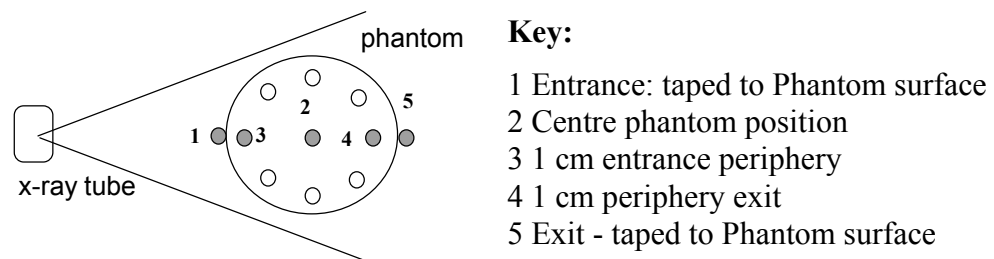 phantom
x-ray tube
1
2
3
4
5
Key:
1 Entrance: taped to Phantom surface
2 Centre phantom position
3 1 cm entrance periphery
4 1 cm periphery exit
5 Exit - taped to Phantom surface